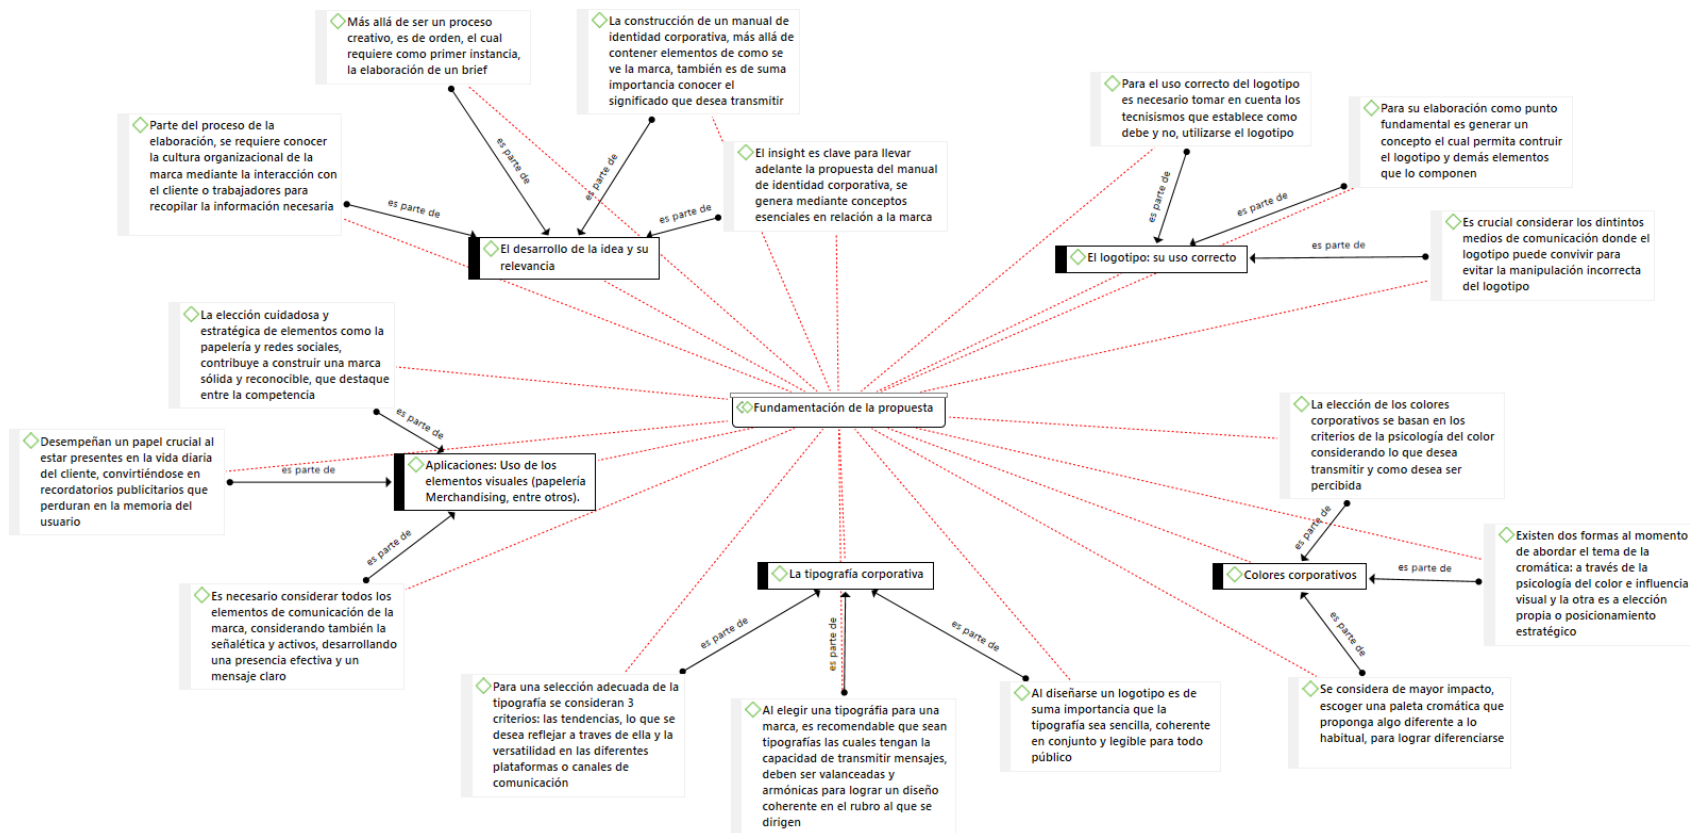 Más allá de ser un proceso
creativo, es de orden, el cual
requiere como primer instancia,
la elaboración de un brief
La construcción de un manual de
identidad corporativa, más allá de
contener elementos de como se
ve la marca, también es de suma
importancia conocer el
significado que desea transmitir
Parte del proceso de la
elaboración, se requiere conocer
la cultura organizacional de la
marca mediante la interacción con
el cliente o trabajadores para
recopilar la información necesaria
El insight es clave para llevar
adelante la propuesta del manual
de identidad corporativa, se
genera mediante conceptos
esenciales en relación a la marca
es parte de
es parte de
es parte de
es parte de
El desarrollo de la idea y su
relevancia
Para el uso correcto del logotipo
es necesario tomar en cuenta los
tecnisismos que establece como
debe y no, utilizarse el logotipo
Para su elaboración como punto
fundamental es generar un
concepto el cual permita contruir
el logotipo y demás elementos
que lo componen
Es crucial considerar los dintintos
medios de comunicación donde el
logotipo puede convivir para
evitar la manipulación incorrecta
del logotipo
es parte de
es parte de
es parte de
El logotipo: su uso correcto
La elección cuidadosa y
estratégica de elementos como la
papelería y redes sociales,
contribuye a construir una marca
sólida y reconocible, que destaque
entre la competencia
es parte de
Desempeñan un papel crucial al
estar presentes en la vida diaria
del cliente, convirtiéndose en
recordatorios publicitarios que
perduran en la memoria del
usuario
es parte de
Aplicaciones: Uso de los
elementos visuales (papelería
Merchandising, entre otros).
es parte de
Es necesario considerar todos los
elementos de comunicación de la
marca, considerando también la
señalética y activos, desarrollando
una presencia efectiva y un
mensaje claro
Fundamentación de la propuesta
La elección de los colores
corporativos se basan en los
criterios de la psicología del color
considerando lo que desea
transmitir y como desea ser
percibida
es parte de
Existen dos formas al momento
de abordar el tema de la
cromática: a través de la
psicología del color e influencia
visual y la otra es a elección
propia o posicionamiento
estratégico
es parte de
Colores corporativos
es parte de
Se considera de mayor impacto,
escoger una paleta cromática que
proponga algo diferente a lo
habitual, para lograr diferenciarse
La tipografía corporativa
es parte de
es parte de
es parte de
Para una selección adecuada de la
tipografía se consideran 3
criterios: las tendencias, lo que se
desea reflejar a traves de ella y la
versatilidad en las diferentes
plataformas o canales de
comunicación
Al elegir una tipográfia para una
marca, es recomendable que sean
tipografías las cuales tengan la
capacidad de transmitir mensajes,
deben ser valanceadas y
armónicas para lograr un diseño
coherente en el rubro al que se
dirigen
Al diseñarse un logotipo es de
suma importancia que la
tipografía sea sencilla, coherente
en conjunto y legible para todo
público